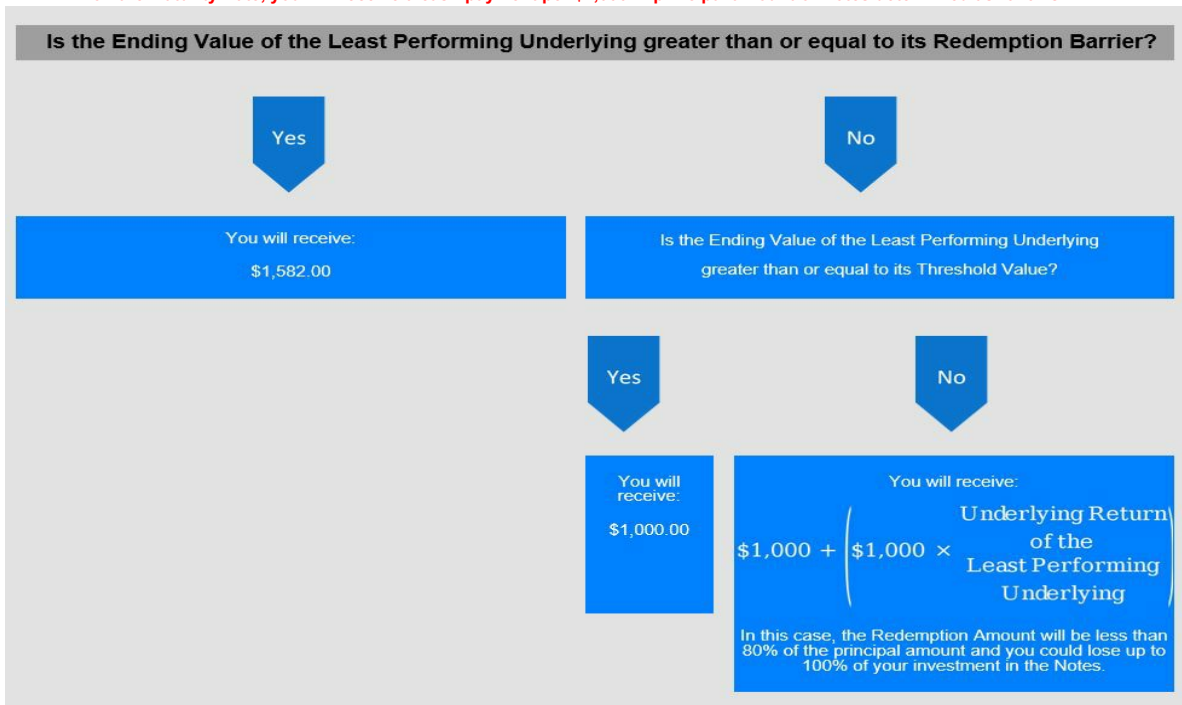 Is the Ending Value of the Least Performing Underlying greater than or equal to its Redemption Barrier?
Yes
No
You will receive:
$1,582.00
Is the Ending Value of the Least Performing Underlying
greater than or equal to its Threshold Value?
Yes
No
You will
receive:
$1,000.00
You will receive:
$1,000 + ($1,000 × Underlying Return
of the
Least Performing
Underlying)
In this case, the Redemption Amount will be less than
80% of the principal amount and you could lose up to
100% of your investment in the Notes.